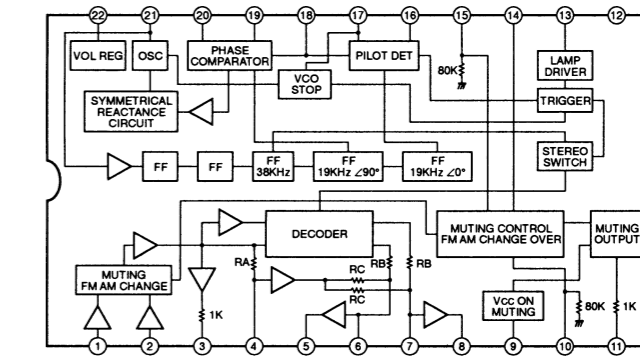 22 21 20 19 18 17 16 15 14 13 12
VOL REG
OSC
PHASE
COMPARATOR
PILOT DET
VCO
STOP
80K
LAMP
DRIVER
TRIGGER
SYMMETRICAL
REACTANCE
CIRCUIT
STEREO
SWITCH
FF
FF
FF
38KHz
FF
19KHz ∠90°
FF
19KHz ∠0°
DECODER
MUTING CONTROL
FM AM CHANGE OVER
MUTING
OUTPUT
MUTING
FM AM CHANGE
RA
RB
RB
RC
RC
1K
VCC ON
MUTING
80K
1K
1 2 3 4 5 6 7 8 9 10 11